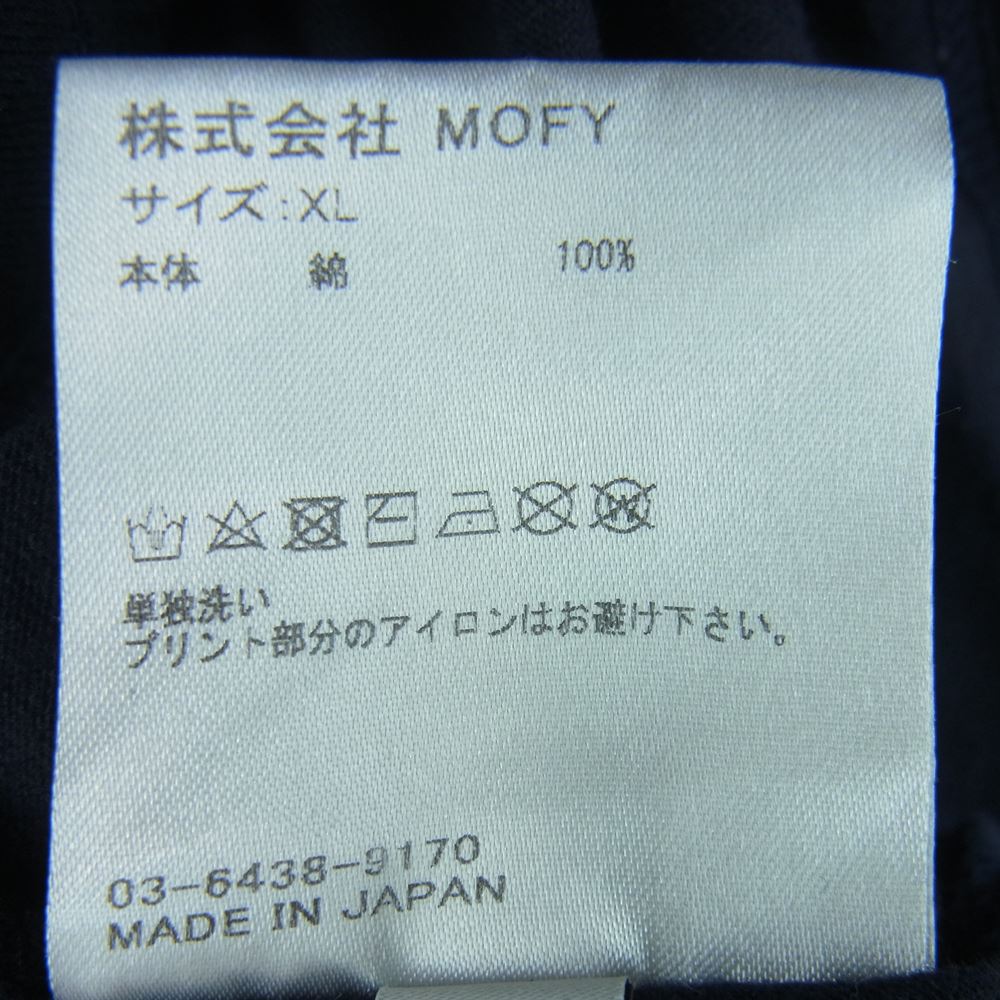 株式会社 MOFY
サイズ:XL
本体 綿 100%
単独洗い
プリント部分のアイロンはお避け下さい。
03-6438-9170
MADE IN JAPAN